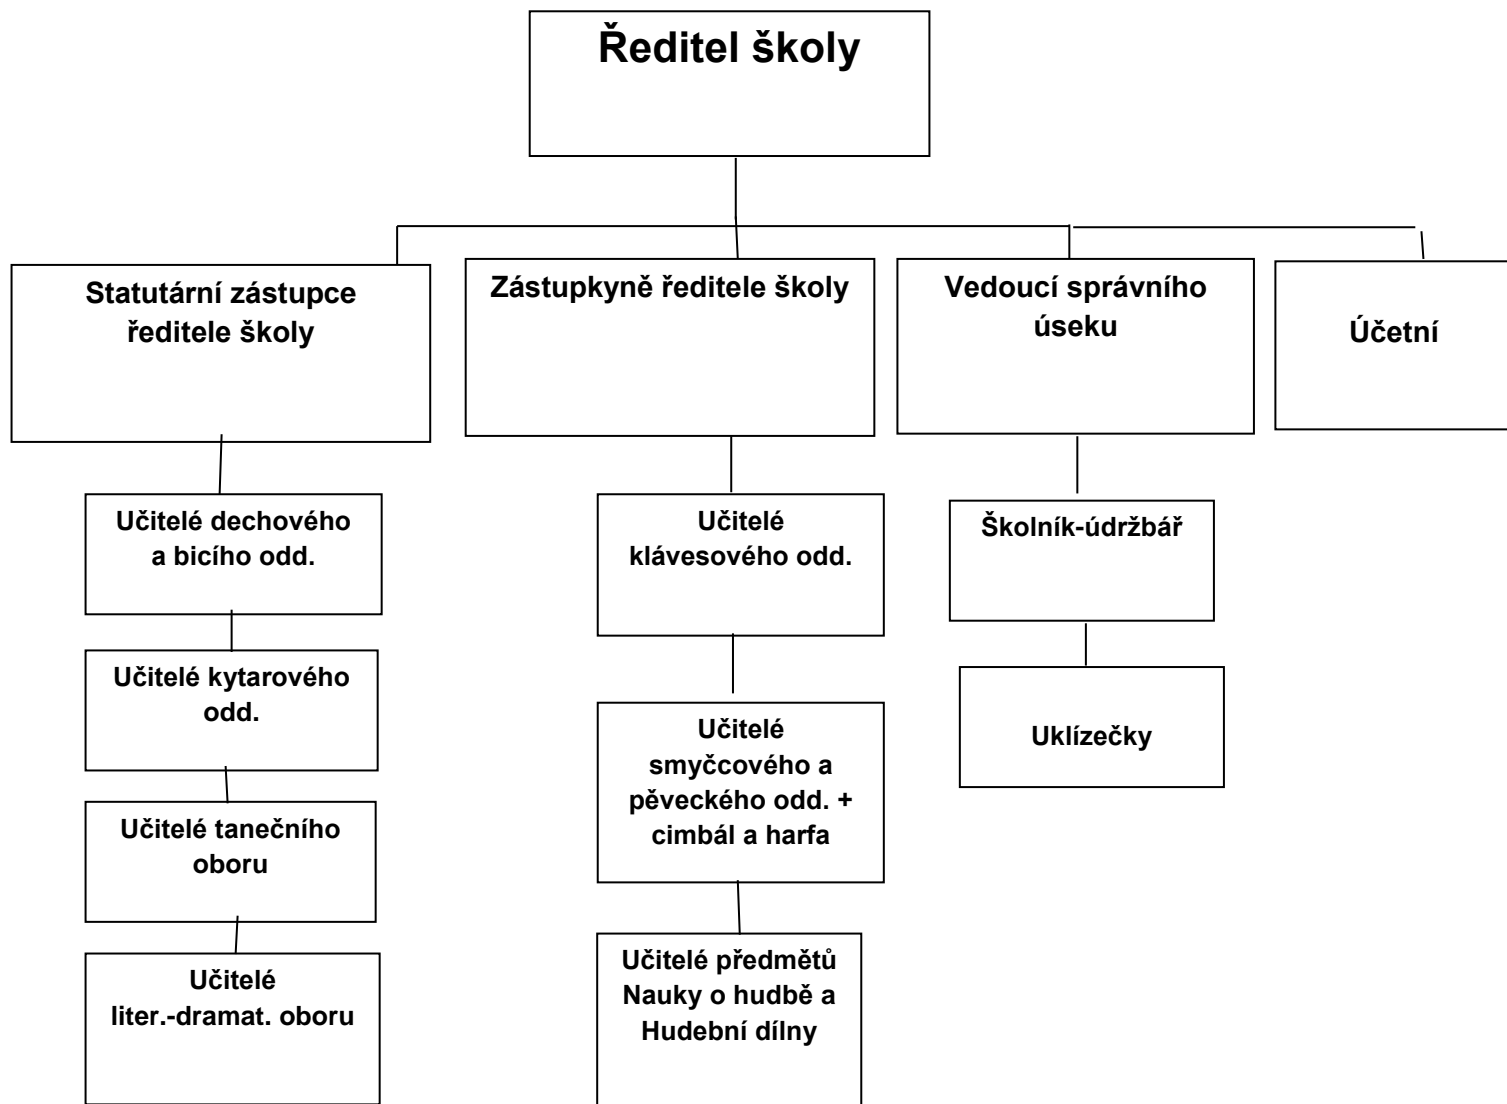 Ředitel školy
Statutární zástupce
ředitele školy
Zástupkyně ředitele školy
Vedoucí správního
úseku
Účetní
Učitelé dechového
a bicího odd.
Učitelé
klávesového odd.
Školník-údržbář
Učitelé kytarového
odd.
Učitelé
smyčcového a
pěveckého odd. +
cimbál a harfa
Uklízečky
Učitelé tanečního
oboru
Učitelé
liter.-dramat. oboru
Učitelé předmětů
Nauky o hudbě a
Hudební dílny